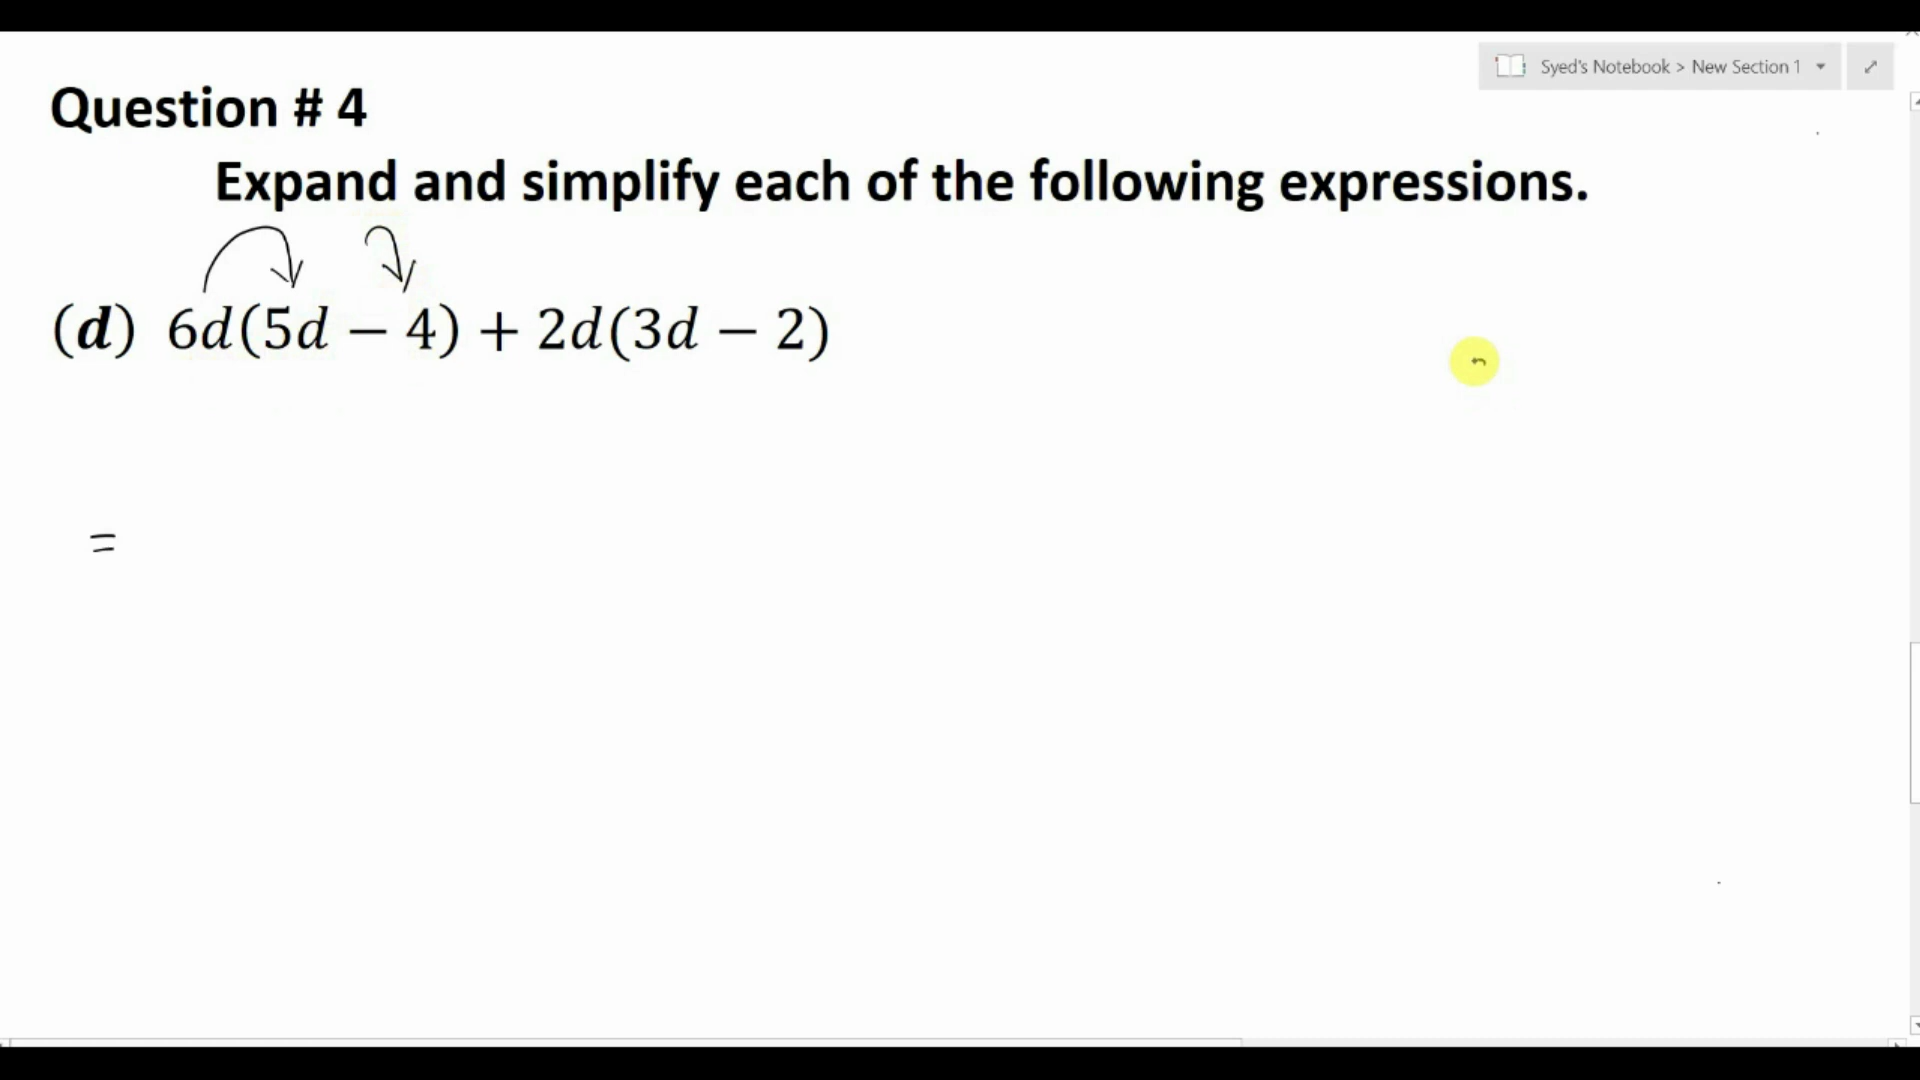 Syed's Notebook > New Section 1
Question # 4
Expand and simplify each of the following expressions.
(d) 6d(5d − 4) + 2d(3d − 2)
=